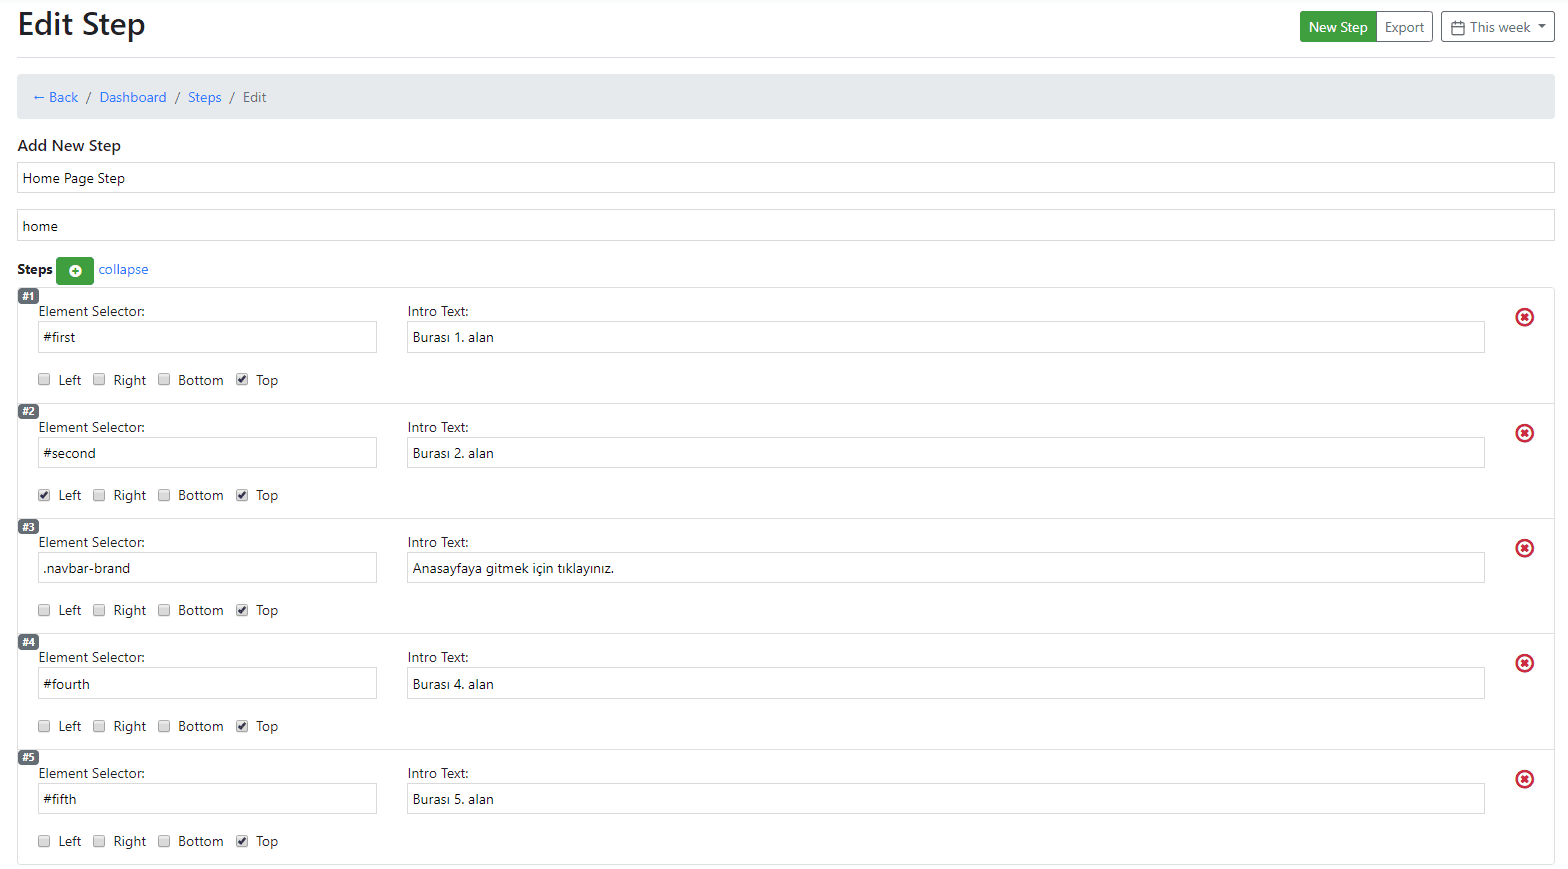 Edit Step
New Step Export This week
← Back / Dashboard / Steps / Edit
Add New Step
Home Page Step
home
Steps collapse
#1
Element Selector: Intro Text:
#first Burası 1. alan
Left Right Bottom Top
#2
Element Selector: Intro Text:
#second Burası 2. alan
Left Right Bottom Top
#3
Element Selector: Intro Text:
.navbar-brand Anasayfaya gitmek için tıklayınız.
Left Right Bottom Top
#4
Element Selector: Intro Text:
#fourth Burası 4. alan
Left Right Bottom Top
#5
Element Selector: Intro Text:
#fifth Burası 5. alan
Left Right Bottom Top